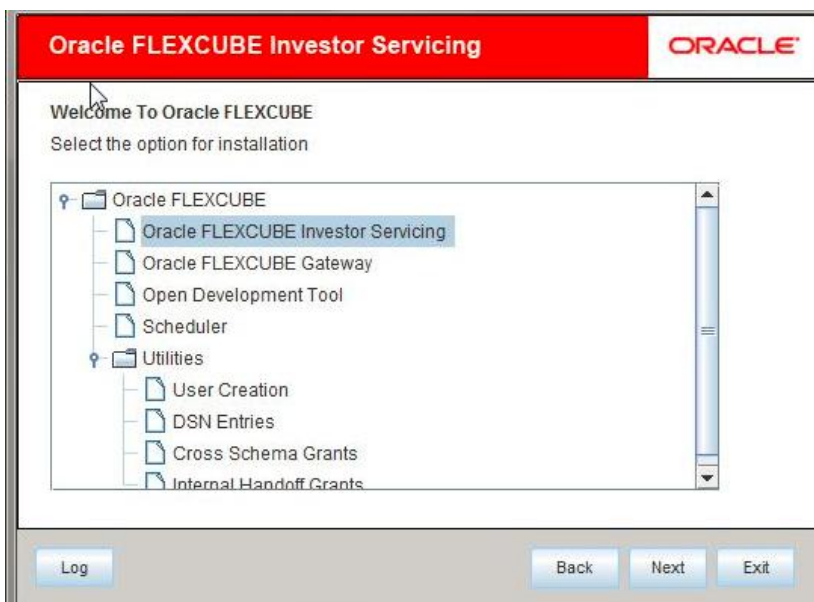 Oracle FLEXCUBE Investor Servicing
ORACLE
Welcome To Oracle FLEXCUBE
Select the option for installation
Oracle FLEXCUBE
Oracle FLEXCUBE Investor Servicing
Oracle FLEXCUBE Gateway
Open Development Tool
Scheduler
Utilities
User Creation
DSN Entries
Cross Schema Grants
Internal Handoff Grants
Log
Back
Next
Exit